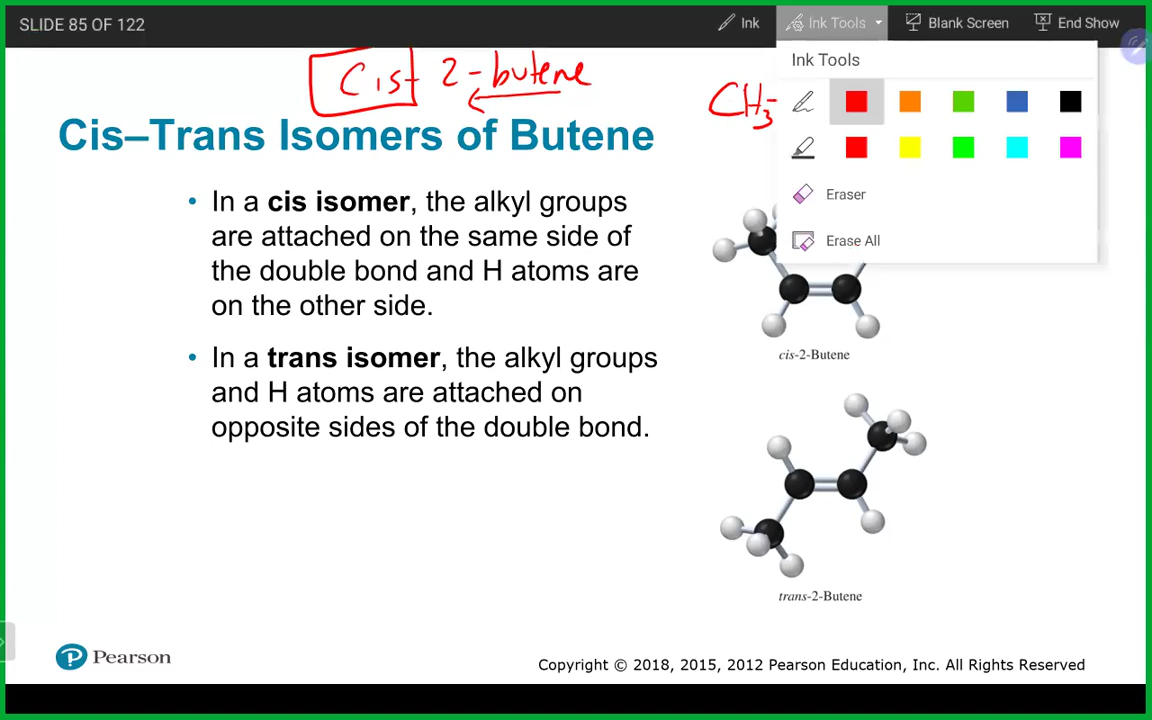 SLIDE 85 OF 122
Ink
Ink Tools
Blank Screen
End Show
Ink Tools
Eraser
Erase All
Cis- 2-butene
CH3-
Cis–Trans Isomers of Butene
• In a cis isomer, the alkyl groups
are attached on the same side of
the double bond and H atoms are
on the other side.
• In a trans isomer, the alkyl groups
and H atoms are attached on
opposite sides of the double bond.
cis-2-Butene
trans-2-Butene
P Pearson
Copyright © 2018, 2015, 2012 Pearson Education, Inc. All Rights Reserved